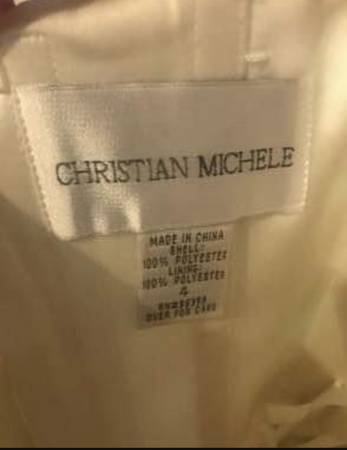 CHRISTIAN MICHELE
MADE IN CHINA
SHELL:
100% POLYESTER
LINING:
100% POLYESTER
4
OVER FOR CARE